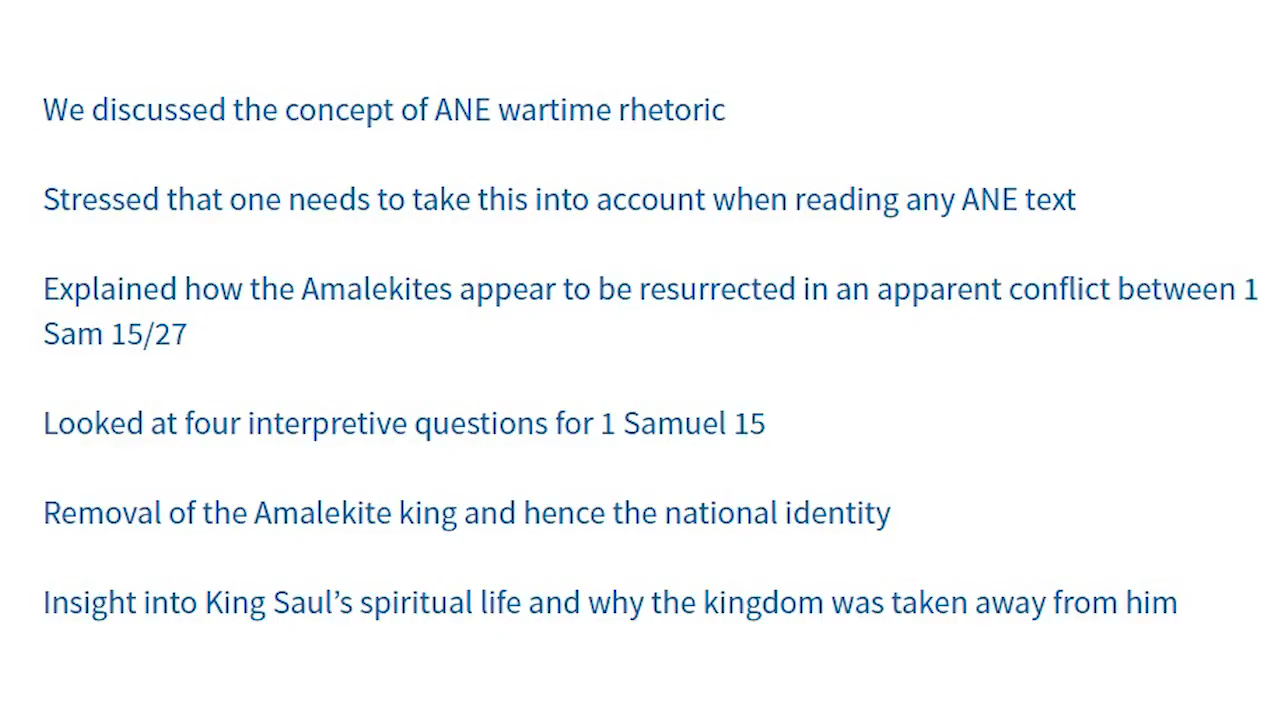 We discussed the concept of ANE wartime rhetoric
Stressed that one needs to take this into account when reading any ANE text
Explained how the Amalekites appear to be resurrected in an apparent conflict between 1
Sam 15/27
Looked at four interpretive questions for 1 Samuel 15
Removal of the Amalekite king and hence the national identity
Insight into King Saul’s spiritual life and why the kingdom was taken away from him